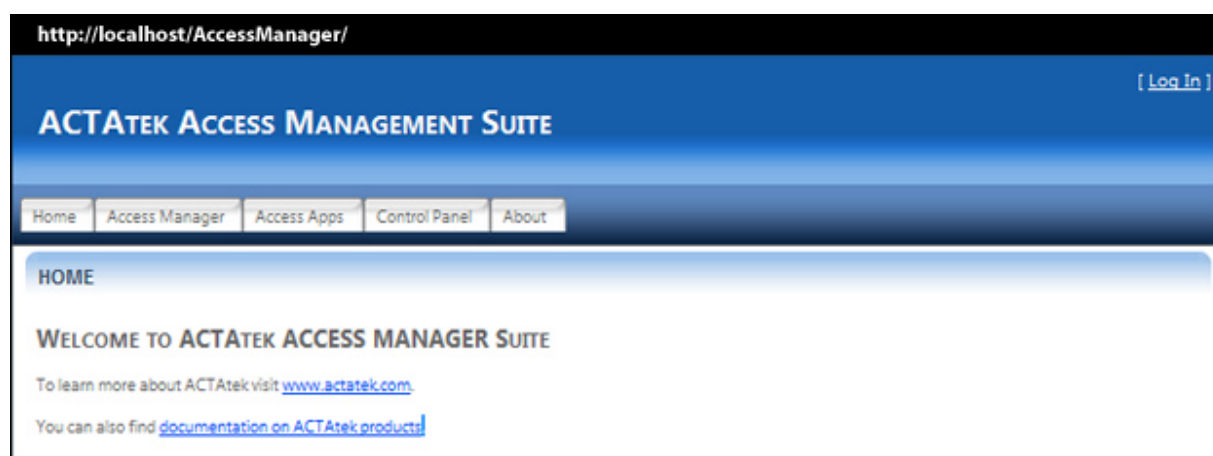 http://localhost/AccessManager/
[ Log In ]
ACTAtek Access Management Suite
Home Access Manager Access Apps Control Panel About
HOME
Welcome to ACTAtek ACCESS MANAGER Suite
To learn more about ACTAtek visit www.actatek.com.
You can also find documentation on ACTAtek products